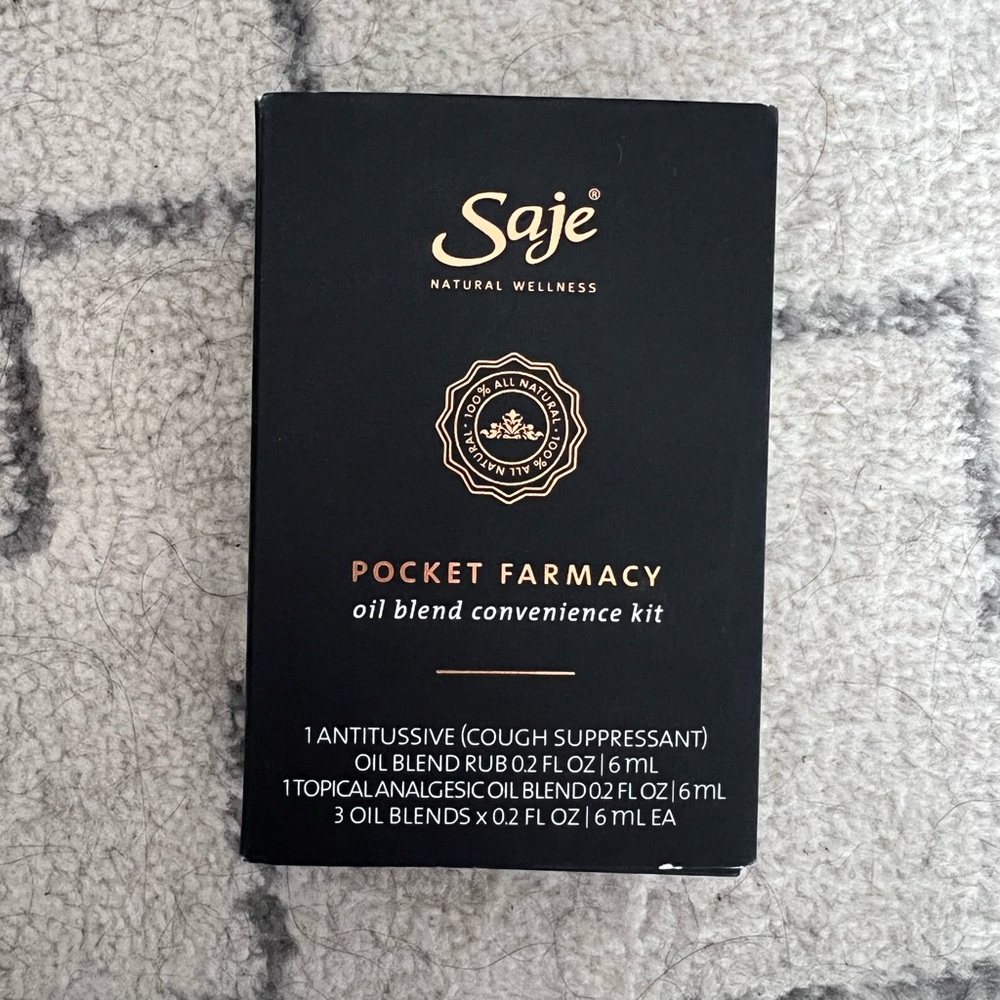 Saje®
NATURAL WELLNESS
100% ALL NATURAL · 100% ALL NATURAL ·
POCKET FARMACY
oil blend convenience kit
1 ANTITUSSIVE (COUGH SUPPRESSANT)
OIL BLEND RUB 0.2 FL OZ | 6 mL
1 TOPICAL ANALGESIC OIL BLEND 0.2 FL OZ | 6 mL
3 OIL BLENDS x 0.2 FL OZ | 6 mL EA